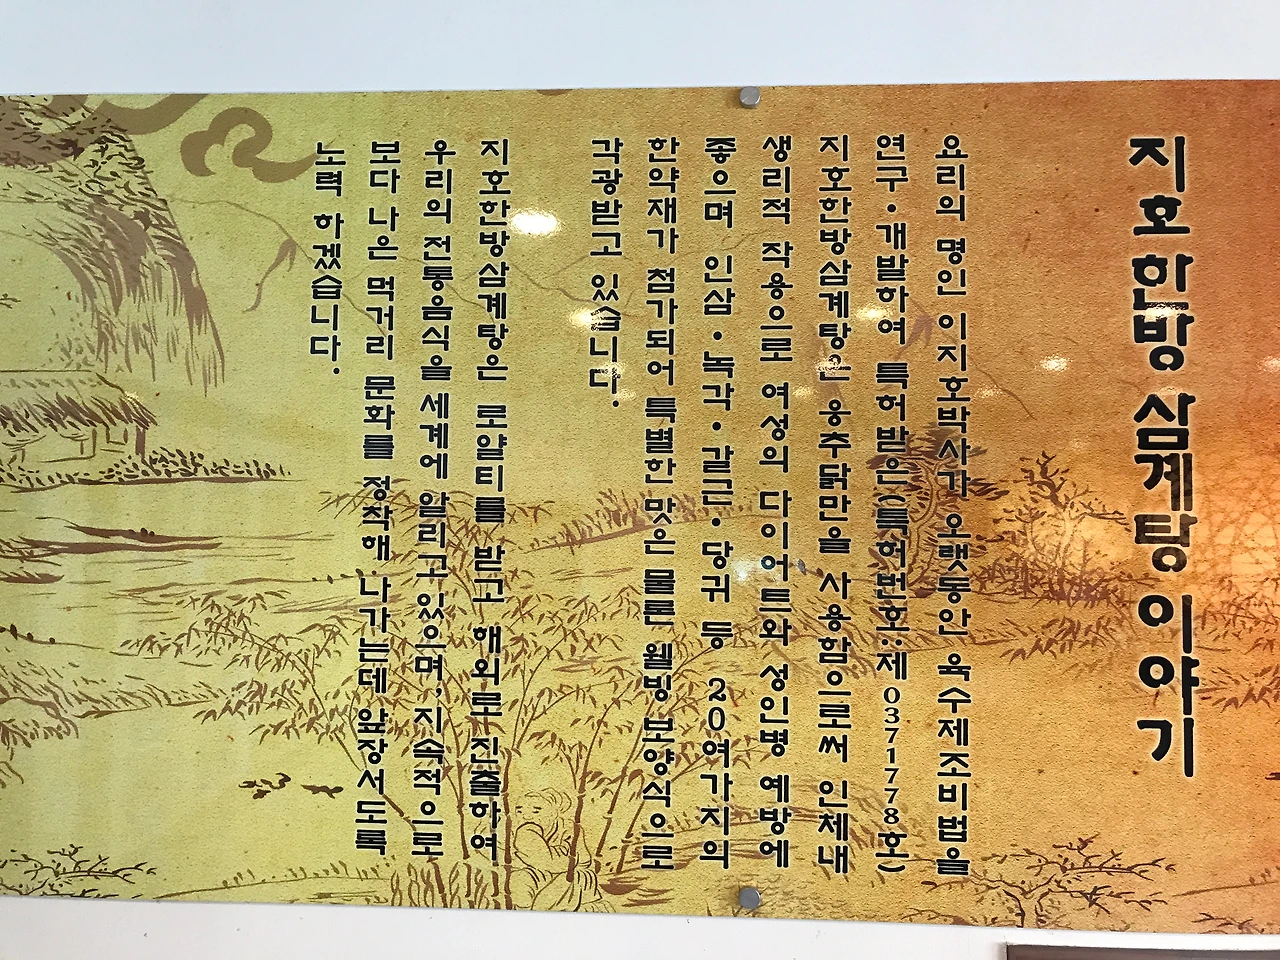 지호한방삼계탕 이야기
요리의 명인 이지호박사가 오랫동안 육수제조비법을
연구·개발하여 특허받은(특허번호:제0371778호)
지호한방삼계탕은 웅추닭만을 사용함으로써 인체내
생리적 작용으로 여성의 다이어트와 성인병 예방에
좋으며 인삼·녹각·갈근·당귀 등 20여가지의
한약재가 첨가되어 특별한 맛은 물론 웰빙 보양식으로
각광받고 있습니다.
지호한방삼계탕은 로얄티를 받고 해외로 진출하여
우리의 전통음식을 세계에 알리고 있으며, 지속적으로
보다 나은 먹거리 문화를 정착해 나가는데 앞장서도록
노력 하겠습니다.